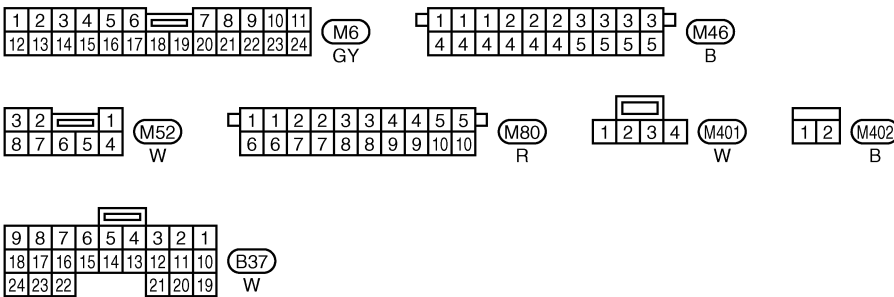 1 2 3 4 5 6 7 8 9 10 11
12 13 14 15 16 17 18 19 20 21 22 23 24
M6
GY
1 1 1 2 2 2 3 3 3 3
4 4 4 4 4 4 5 5 5 5
M46
B
3 2 1
8 7 6 5 4
M52
W
1 1 2 2 3 3 4 4 5 5
6 6 7 7 8 8 9 9 10 10
M80
R
1 2 3 4
M401
W
1 2
M402
B
9 8 7 6 5 4 3 2 1
18 17 16 15 14 13 12 11 10
24 23 22 21 20 19
B37
W